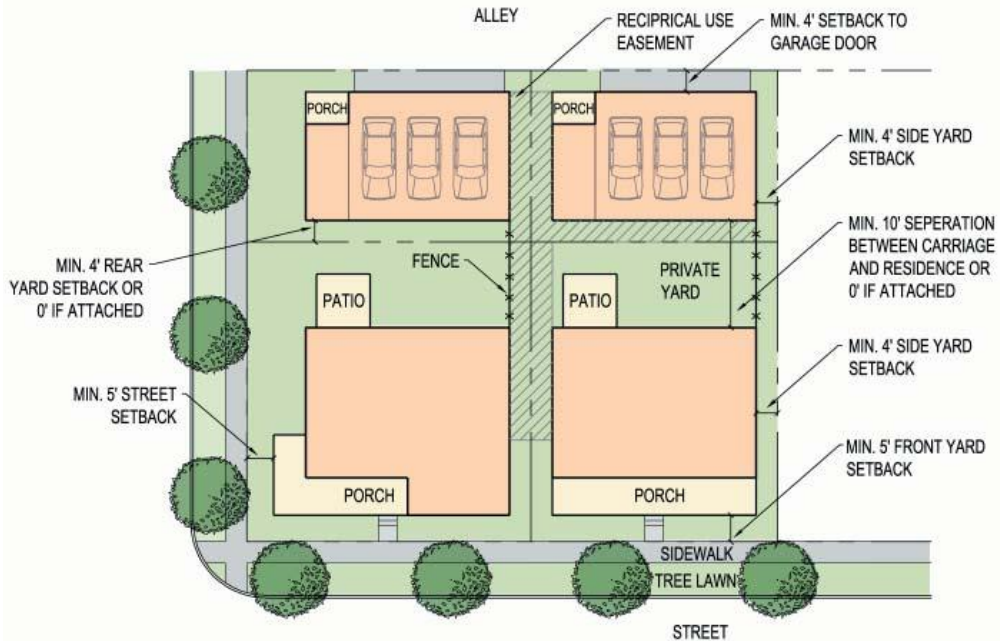 ALLEY
RECIPRICAL USE
EASEMENT
MIN. 4' SETBACK TO
GARAGE DOOR
PORCH
PORCH
MIN. 4' SIDE YARD
SETBACK
MIN. 10' SEPERATION
BETWEEN CARRIAGE
AND RESIDENCE OR
0' IF ATTACHED
MIN. 4' REAR
YARD SETBACK OR
0' IF ATTACHED
FENCE
PRIVATE
YARD
PATIO
PATIO
MIN. 4' SIDE YARD
SETBACK
MIN. 5' STREET
SETBACK
MIN. 5' FRONT YARD
SETBACK
PORCH
PORCH
SIDEWALK
TREE LAWN
STREET